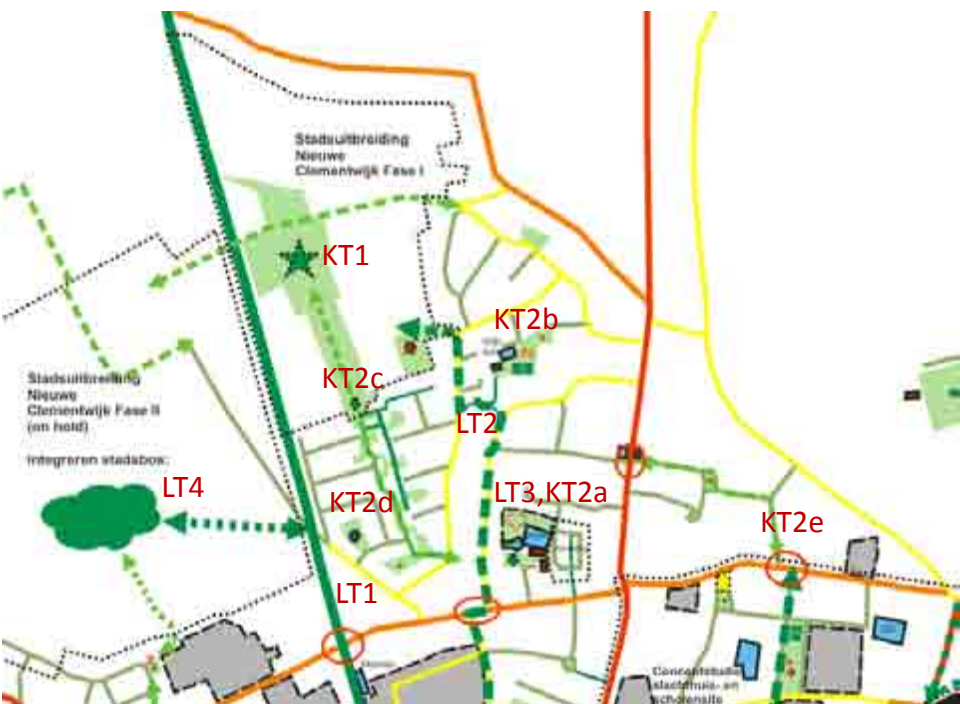 Stadsuitbreiding
Nieuwe
Clementwijk Fase I
KT1
KT2b
KT2c
Stadsuitbreiding
Nieuwe
Clementwijk Fase II
(on hold)
LT2
Integreren stadsbos:
LT4
LT3,KT2a
KT2d
KT2e
LT1
slachthuis- en
scholensite